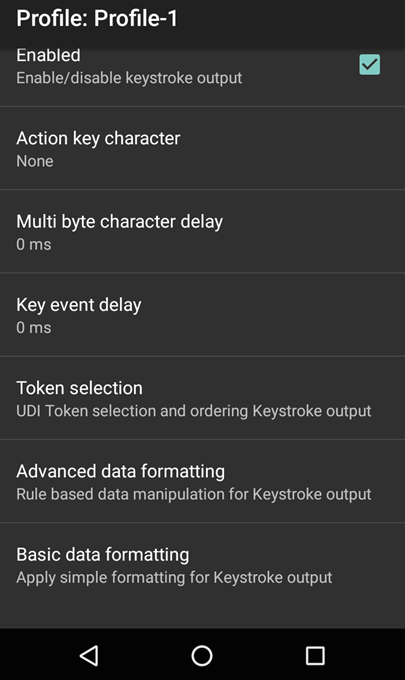 Profile: Profile-1
Enabled
Enable/disable keystroke output
Action key character
None
Multi byte character delay
0 ms
Key event delay
0 ms
Token selection
UDI Token selection and ordering Keystroke output
Advanced data formatting
Rule based data manipulation for Keystroke output
Basic data formatting
Apply simple formatting for Keystroke output